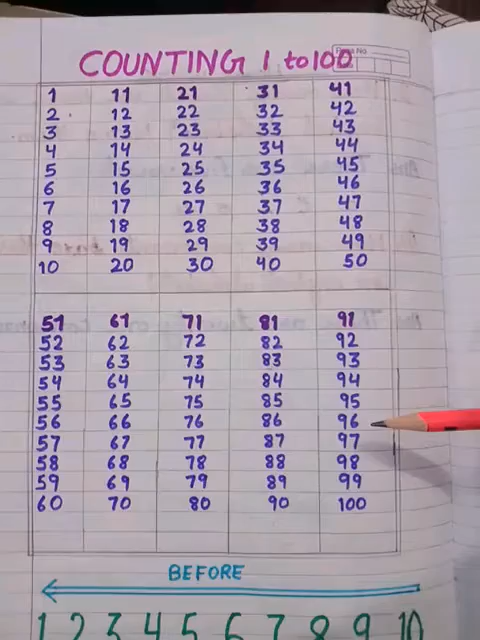 COUNTING 1 to 100
Page No
1 11 21 31 41
2 12 22 32 42
3 13 23 33 43
4 14 24 34 44
5 15 25 35 45
6 16 26 36 46
7 17 27 37 47
8 18 28 38 48
9 19 29 39 49
10 20 30 40 50
51 61 71 81 91
52 62 72 82 92
53 63 73 83 93
54 64 74 84 94
55 65 75 85 95
56 66 76 86 96
57 67 77 87 97
58 68 78 88 98
59 69 79 89 99
60 70 80 90 100
BEFORE
1 2 3 4 5 6 7 8 9 10